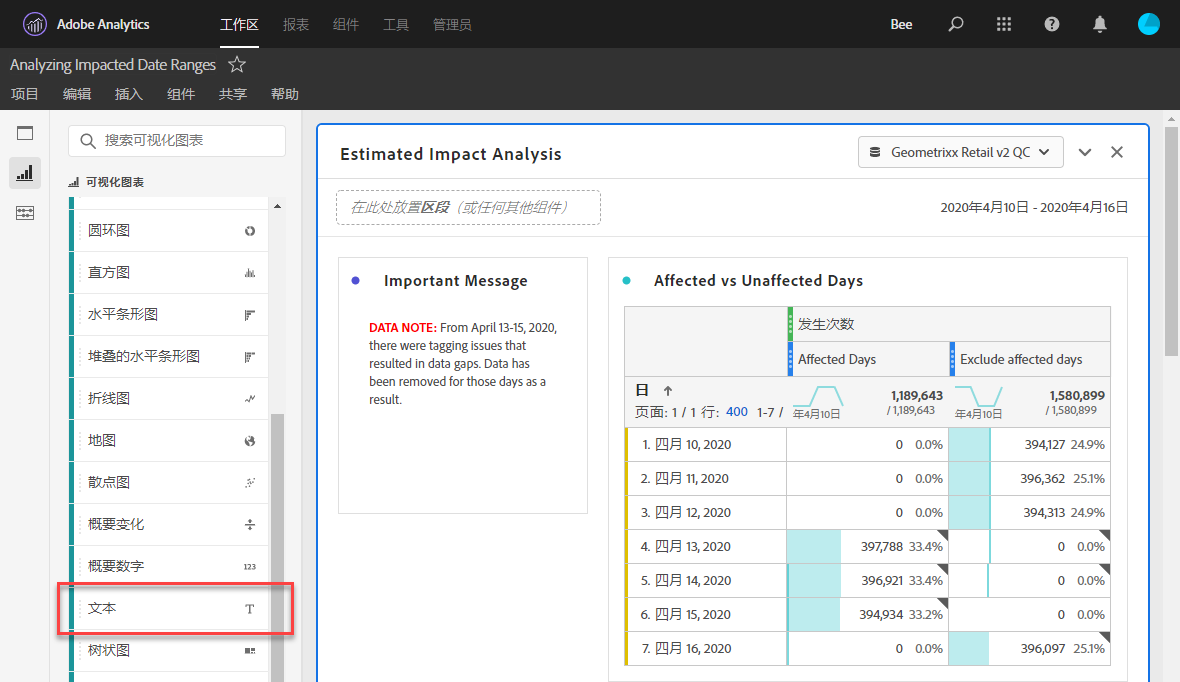 Adobe Analytics
工作区 报表 组件 工具 管理员
Bee
Analyzing Impacted Date Ranges
项目 编辑 插入 组件 共享 帮助
搜索可视化图表
可视化图表
圆环图
直方图
水平条形图
堆叠的水平条形图
折线图
地图
散点图
概要变化
概要数字 123
文本 T
树状图
Estimated Impact Analysis
Geometrixx Retail v2 QC
在此处放置区段（或任何其他组件）
2020年4月10日 - 2020年4月16日
Important Message
DATA NOTE: From April 13-15, 2020,
there were tagging issues that
resulted in data gaps. Data has
been removed for those days as a
result.
Affected vs Unaffected Days
发生次数
Affected Days Exclude affected days
日 1,189,643 1,580,899
页面: 1 / 1 行: 400 1-7 / 年4月10日 / 1,189,643 年4月10日 / 1,580,899
1. 四月 10, 2020 0 0.0% 394,127 24.9%
2. 四月 11, 2020 0 0.0% 396,362 25.1%
3. 四月 12, 2020 0 0.0% 394,313 24.9%
4. 四月 13, 2020 397,788 33.4% 0 0.0%
5. 四月 14, 2020 396,921 33.4% 0 0.0%
6. 四月 15, 2020 394,934 33.2% 0 0.0%
7. 四月 16, 2020 0 0.0% 396,097 25.1%